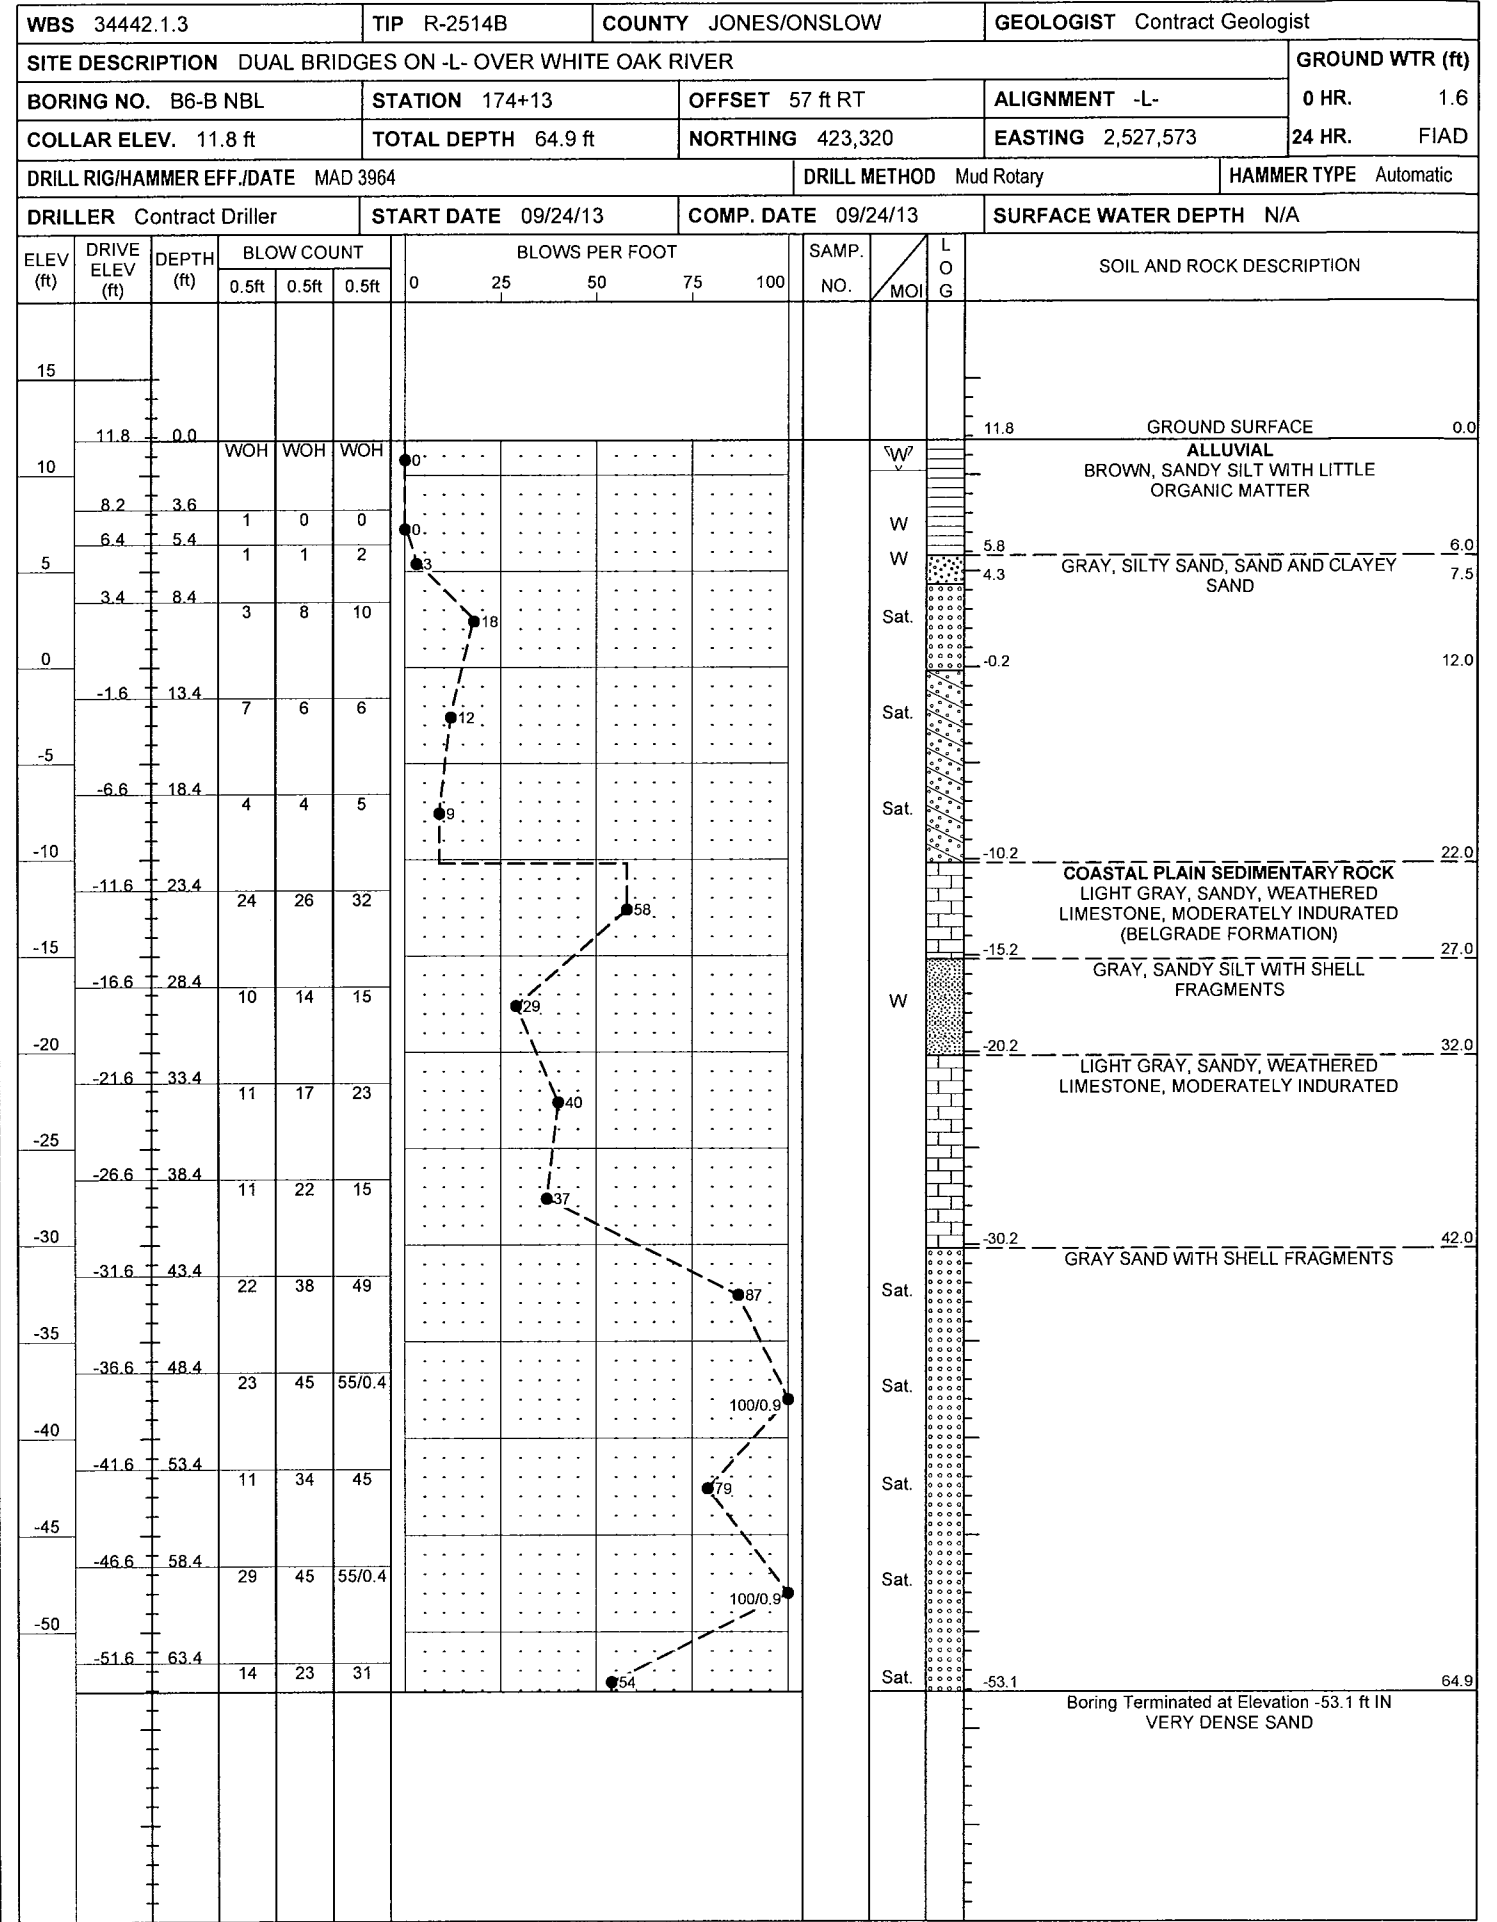 WBS 34442.1.3 TIP R-2514B COUNTY JONES/ONSLOW GEOLOGIST Contract Geologist
SITE DESCRIPTION DUAL BRIDGES ON -L- OVER WHITE OAK RIVER GROUND WTR (ft)
BORING NO. B6-B NBL STATION 174+13 OFFSET 57 ft RT ALIGNMENT -L- 0 HR. 1.6
COLLAR ELEV. 11.8 ft TOTAL DEPTH 64.9 ft NORTHING 423,320 EASTING 2,527,573 24 HR. FIAD
DRILL RIG/HAMMER EFF./DATE MAD 3964 DRILL METHOD Mud Rotary HAMMER TYPE Automatic
DRILLER Contract Driller START DATE 09/24/13 COMP. DATE 09/24/13 SURFACE WATER DEPTH N/A
ELEV (ft) DRIVE ELEV (ft) DEPTH (ft) BLOW COUNT BLOWS PER FOOT SAMP. NO. MOI LOG SOIL AND ROCK DESCRIPTION
0.5ft 0.5ft 0.5ft 0 25 50 75 100
15
11.8 0.0 11.8 GROUND SURFACE 0.0
WOH WOH WOH 0 W ALLUVIAL
10 BROWN, SANDY SILT WITH LITTLE
ORGANIC MATTER
8.2 3.6
1 0 0 0 W
6.4 5.4 5.8 6.0
1 1 2 3 W GRAY, SILTY SAND, SAND AND CLAYEY
5 4.3 SAND 7.5
3.4 8.4
3 8 10 18 Sat.
0 -0.2 12.0
-1.6 13.4
7 6 6 12 Sat.
-5
-6.6 18.4
4 4 5 9 Sat.
-10 -10.2 22.0
COASTAL PLAIN SEDIMENTARY ROCK
-11.6 23.4 LIGHT GRAY, SANDY, WEATHERED
24 26 32 58 LIMESTONE, MODERATELY INDURATED
(BELGRADE FORMATION)
-15 -15.2 27.0
GRAY, SANDY SILT WITH SHELL
-16.6 28.4 FRAGMENTS
10 14 15 29 W
-20 -20.2 32.0
LIGHT GRAY, SANDY, WEATHERED
-21.6 33.4 LIMESTONE, MODERATELY INDURATED
11 17 23 40
-25
-26.6 38.4
11 22 15 37
-30 -30.2 42.0
GRAY SAND WITH SHELL FRAGMENTS
-31.6 43.4
22 38 49 87 Sat.
-35
-36.6 48.4
23 45 55/0.4 100/0.9 Sat.
-40
-41.6 53.4
11 34 45 79 Sat.
-45
-46.6 58.4
29 45 55/0.4 100/0.9 Sat.
-50
-51.6 63.4
14 23 31 54 Sat. -53.1 64.9
Boring Terminated at Elevation -53.1 ft IN
VERY DENSE SAND